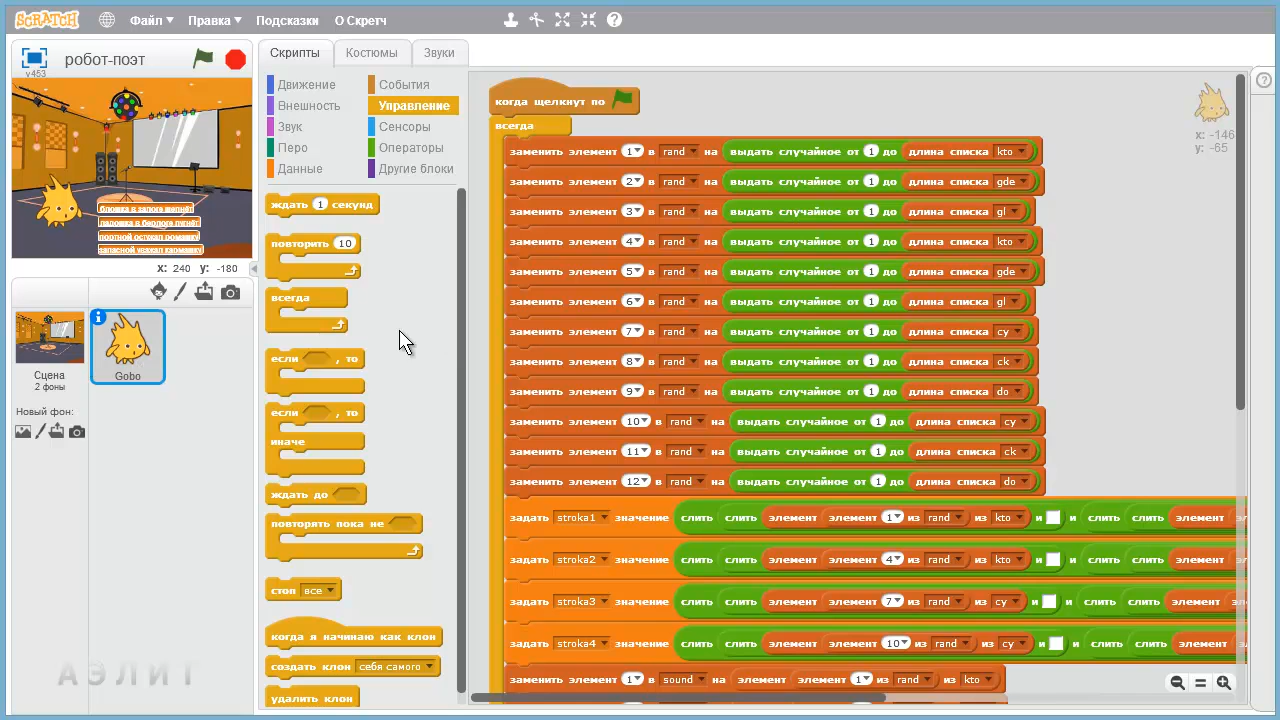 SCRATCH Файл Правка Подсказки О Скретч
робот-поэт
v453
Скрипты Костюмы Звуки
Движение События
Внешность Управление
Звук Сенсоры
Перо Операторы
Данные Другие блоки
x: 240 y: -180
Сцена
2 фоны
Gobo
Новый фон:
ждать 1 секунд
повторить 10
всегда
если , то
если , то
иначе
ждать до
повторять пока не
стоп все
когда я начинаю как клон
создать клон себя самого
удалить клон
когда щелкнут по
всегда
заменить элемент 1 в rand на выдать случайное от 1 до длина списка kto
заменить элемент 2 в rand на выдать случайное от 1 до длина списка gde
заменить элемент 3 в rand на выдать случайное от 1 до длина списка gl
заменить элемент 4 в rand на выдать случайное от 1 до длина списка kto
заменить элемент 5 в rand на выдать случайное от 1 до длина списка gde
заменить элемент 6 в rand на выдать случайное от 1 до длина списка gl
заменить элемент 7 в rand на выдать случайное от 1 до длина списка cy
заменить элемент 8 в rand на выдать случайное от 1 до длина списка ck
заменить элемент 9 в rand на выдать случайное от 1 до длина списка do
заменить элемент 10 в rand на выдать случайное от 1 до длина списка cy
заменить элемент 11 в rand на выдать случайное от 1 до длина списка ck
заменить элемент 12 в rand на выдать случайное от 1 до длина списка do
задать stroka1 значение слить слить элемент элемент 1 из rand из kto и и слить слить элемент
задать stroka2 значение слить слить элемент элемент 4 из rand из kto и и слить слить элемент
задать stroka3 значение слить слить элемент элемент 7 из rand из cy и и слить слить элемент
задать stroka4 значение слить слить элемент элемент 10 из rand из cy и и слить слить элемент
заменить элемент 1 в sound на элемент элемент 1 из rand из kto
x: -146
y: -65
АЭЛИТ